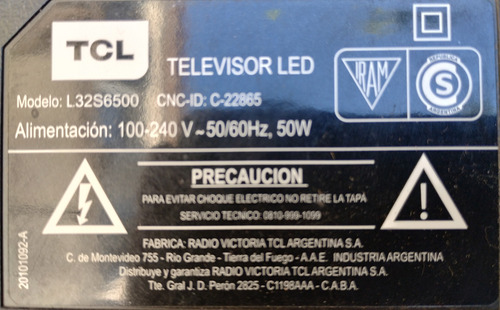 TCL
TELEVISOR LED
IRAM
REPUBLICA
S
ARGENTINA
Modelo: L32S6500 CNC-ID: C-22865
Alimentación: 100-240 V~50/60Hz, 50W
PRECAUCION
PARA EVITAR CHOQUE ELECTRICO NO RETIRE LA TAPÁ
SERVICIO TECNICO: 0810-999-1099
!
FABRICA: RADIO VICTORIA TCL ARGENTINA S.A.
C. de Montevideo 755 - Río Grande - Tierra del Fuego - A.A.E. INDUSTRIA ARGENTINA
Distribuye y garantiza RADIO VICTORIA TCL ARGENTINA S.A.
Tte. Gral J. D. Perón 2825 - C1198AAA - C.A.B.A.
20101092-A